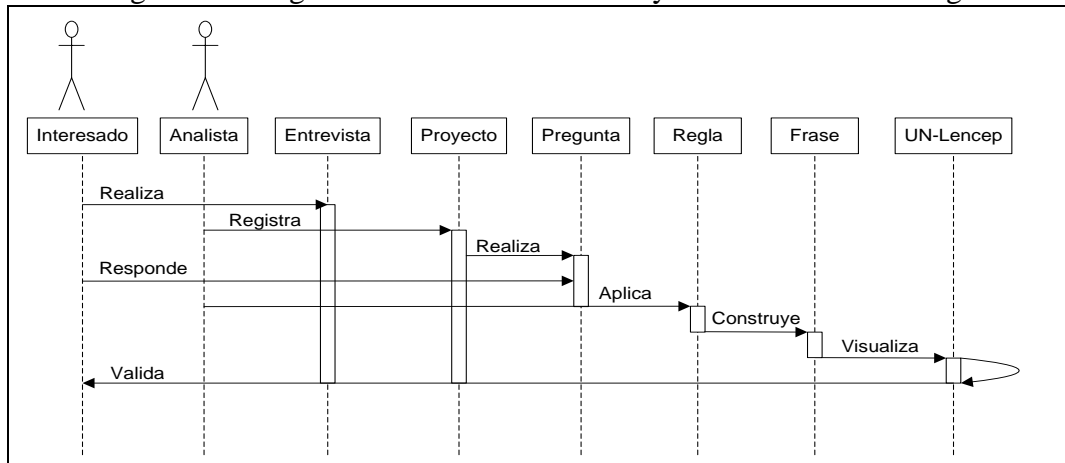 Interesado Analista Entrevista Proyecto Pregunta Regla Frase UN-Lencep
Realiza
Registra
Realiza
Responde
Aplica
Construye
Visualiza
Valida